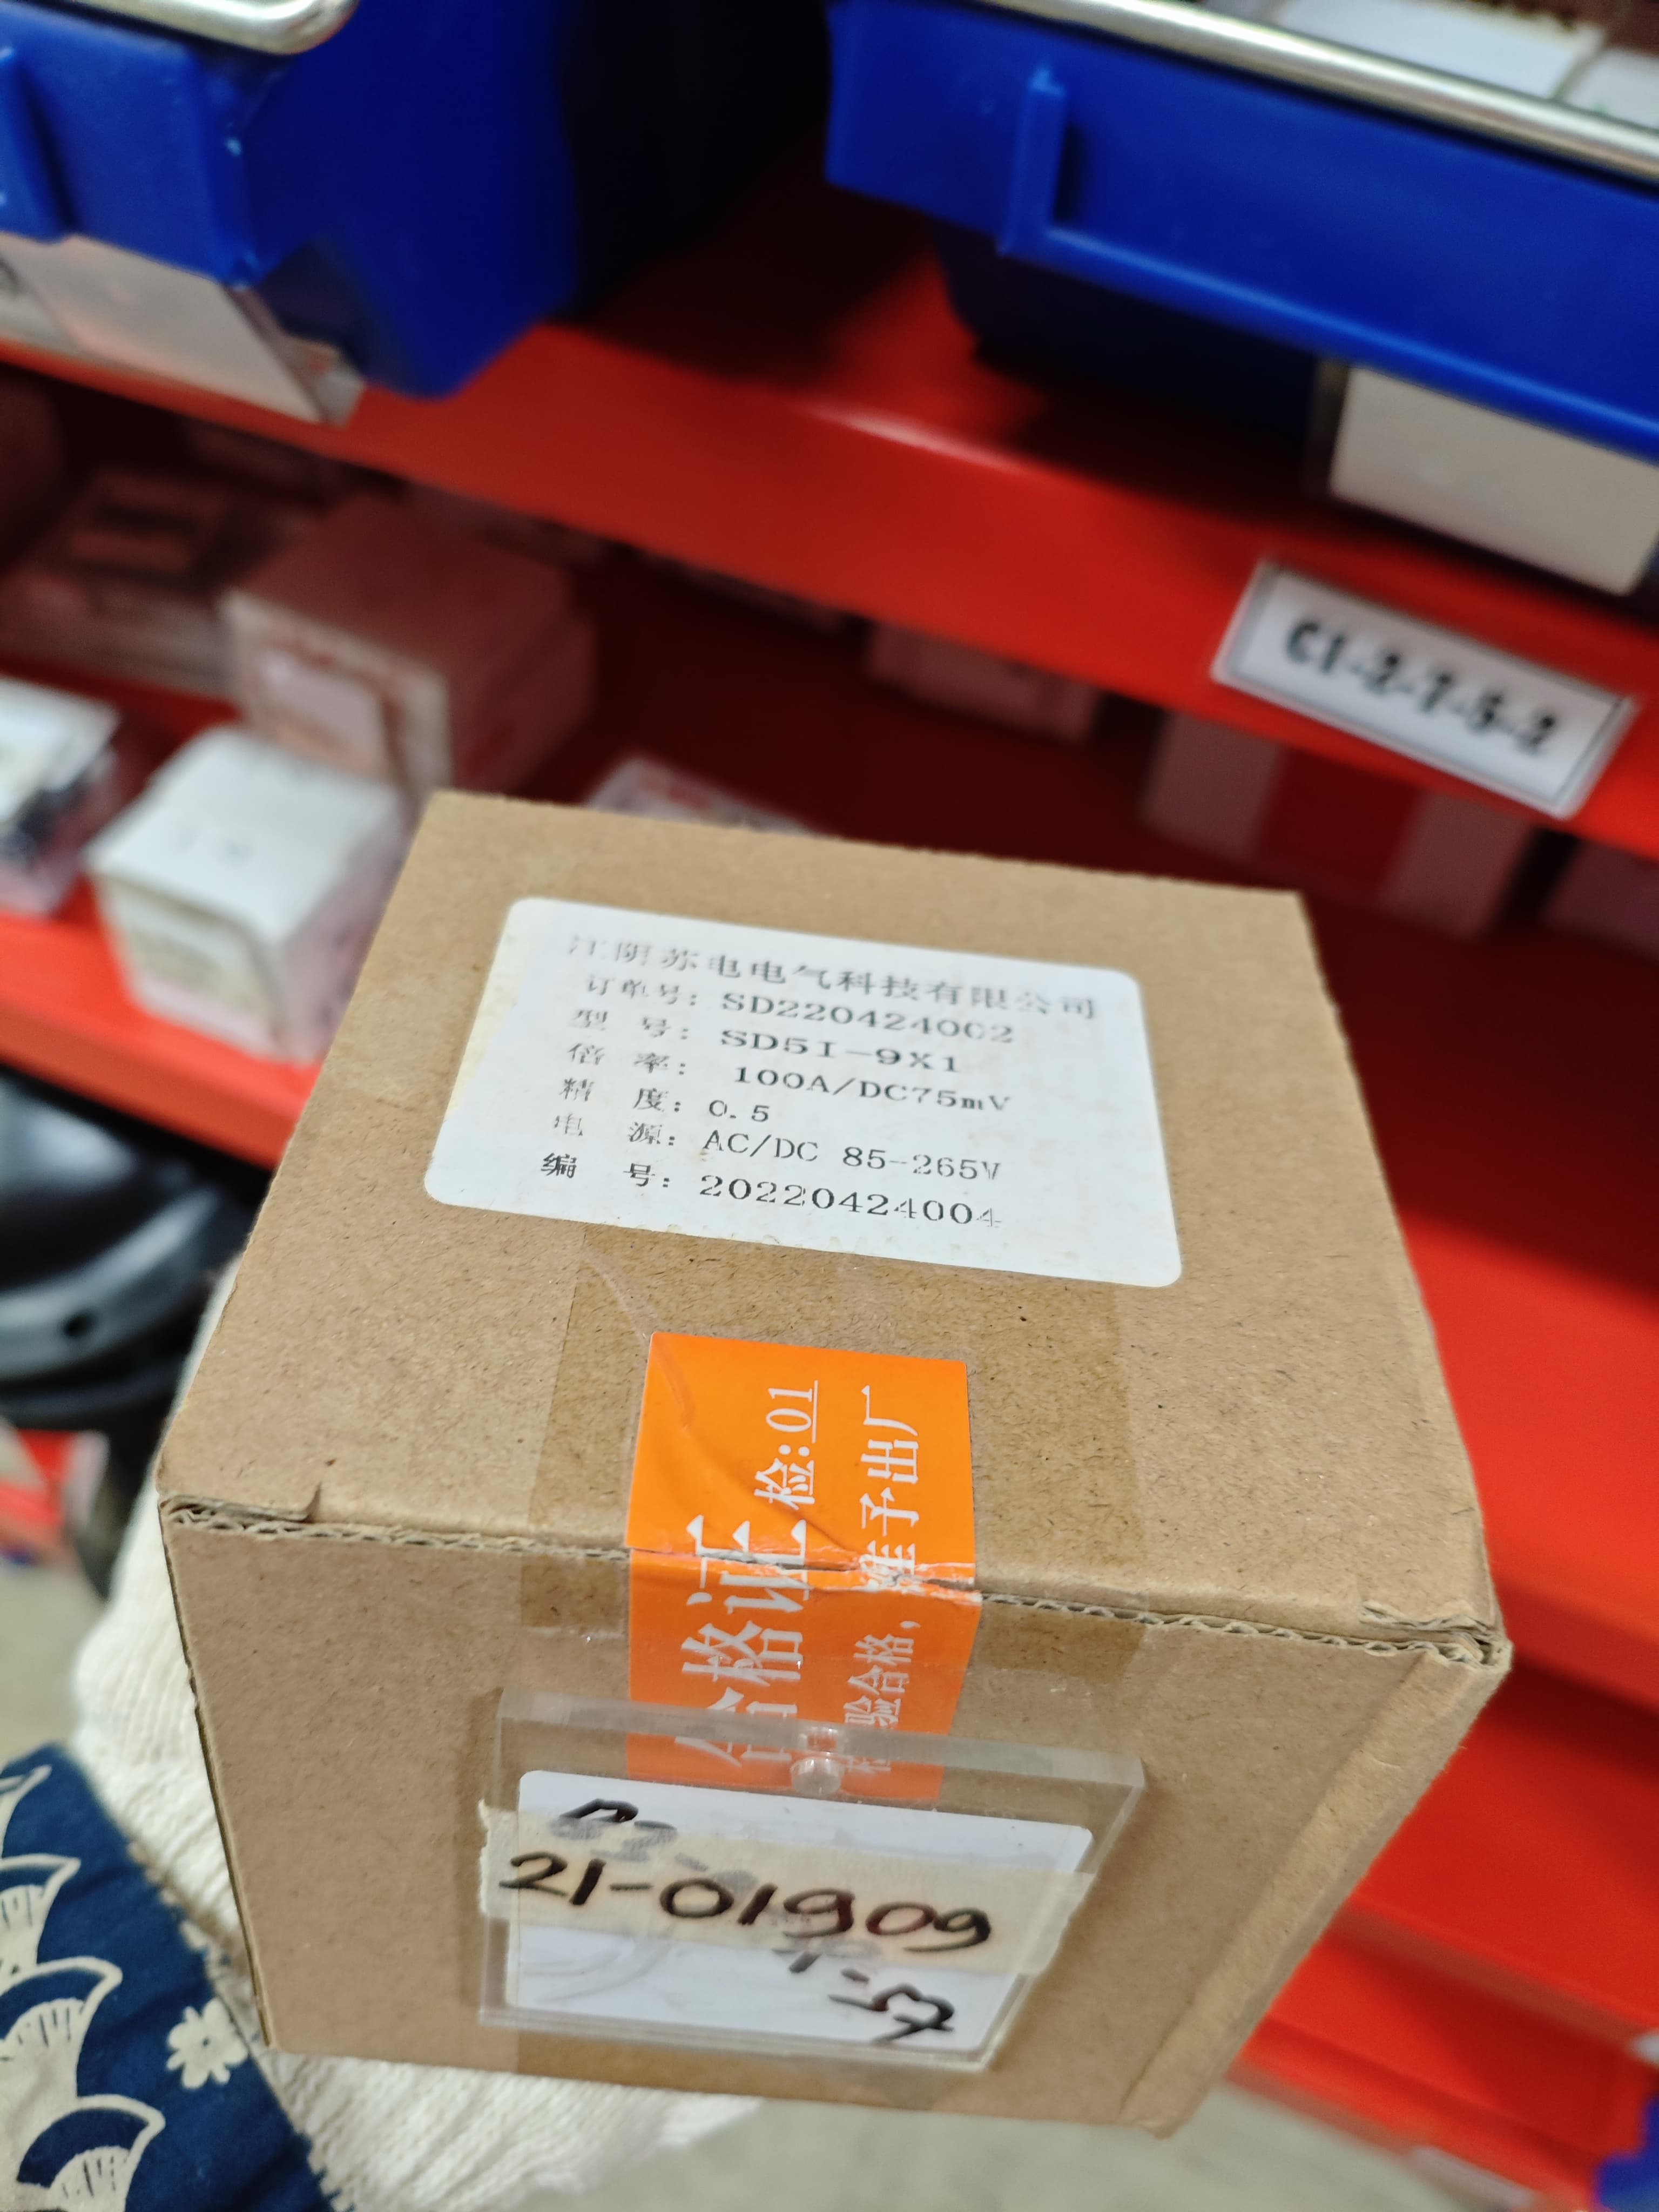 C1-2-7-5-2
江阴苏电电气科技有限公司
订单号: SD220424002
型 号: SD5I-9X1
倍 率: 100A/DC75mV
精 度: 0.5
电 源: AC/DC 85-265V
编 号: 20220424004
合格证
检:01
检验合格，准予出厂
21-01909